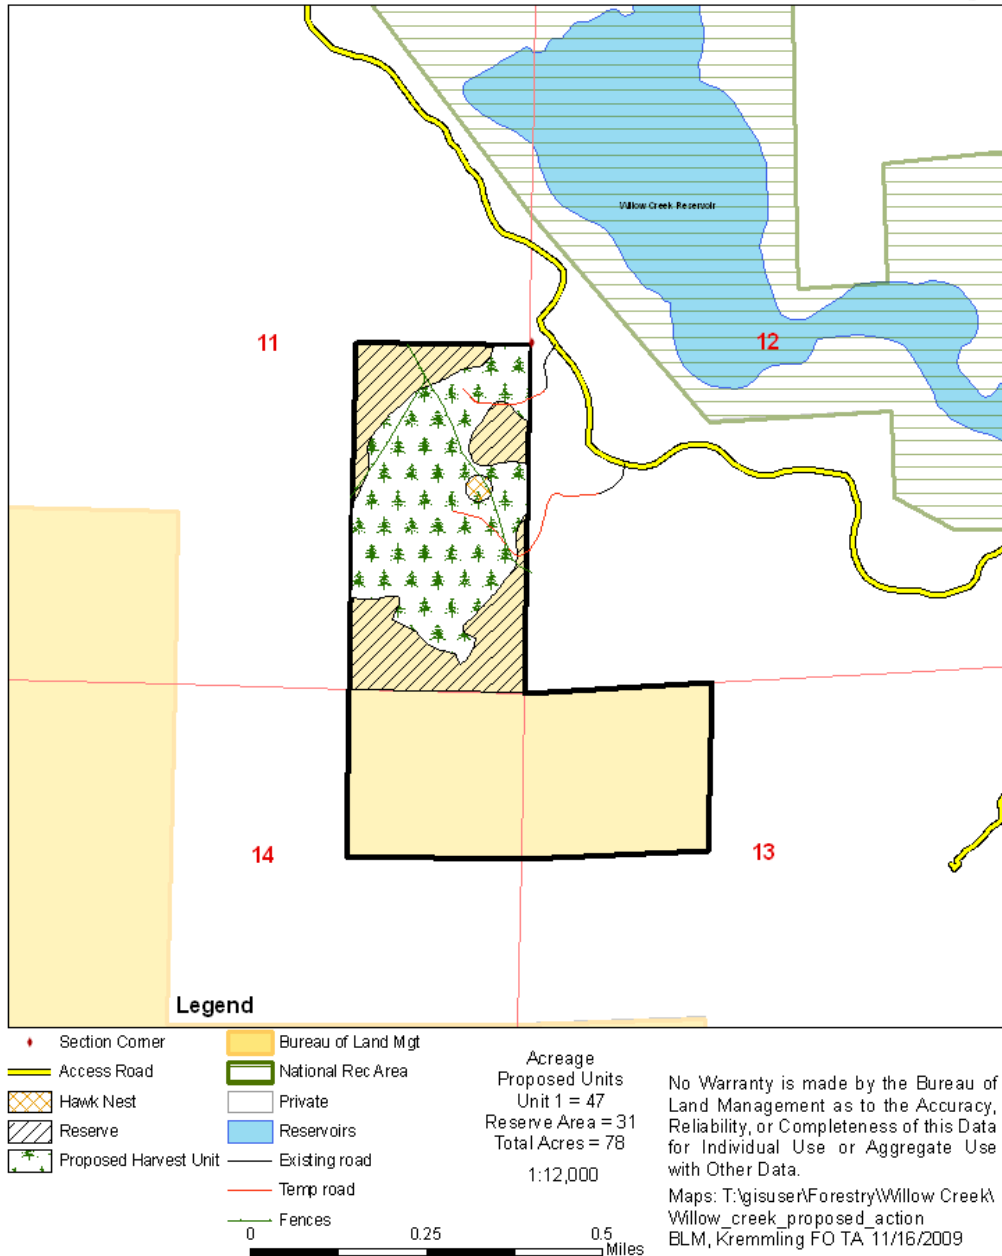 Willow Creek Reservoir
11
12
14
13
Legend
Section Corner
Access Road
Hawk Nest
Reserve
Proposed Harvest Unit
Bureau of Land Mgt
National Rec Area
Private
Reservoirs
Existing road
Temp road
Fences
Acreage
Proposed Units
Unit 1 = 47
Reserve Area = 31
Total Acres = 78
1:12,000
0 0.25 0.5
Miles
No Warranty is made by the Bureau of
Land Management as to the Accuracy,
Reliability, or Completeness of this Data
for Individual Use or Aggregate Use
with Other Data.
Maps: T:\gisuser\Forestry\Willow Creek\
Willow_creek_proposed_action
BLM, Kremmling FO TA 11/16/2009